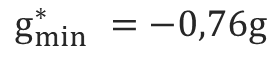 g*min = −0,76g